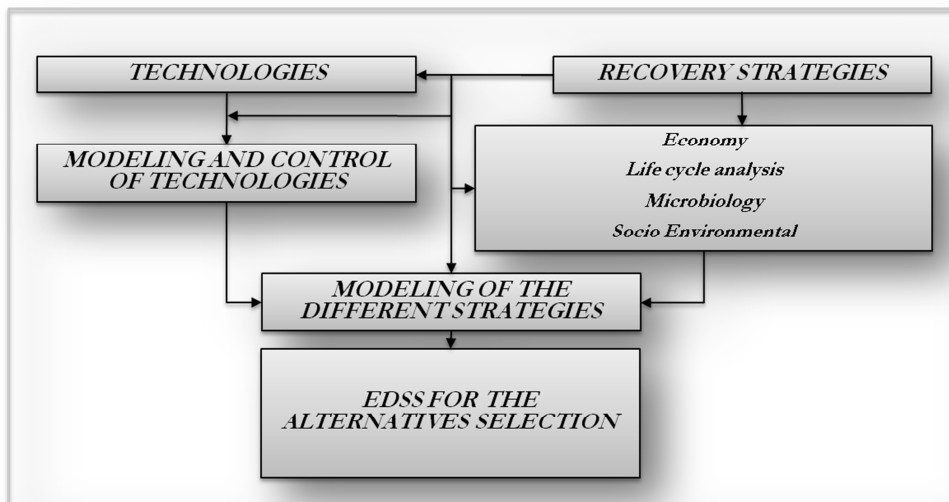 TECHNOLOGIES
RECOVERY STRATEGIES
MODELING AND CONTROL
OF TECHNOLOGIES
Economy
Life cycle analysis
Microbiology
Socio Environmental
MODELING OF THE
DIFFERENT STRATEGIES
EDSS FOR THE
ALTERNATIVES SELECTION